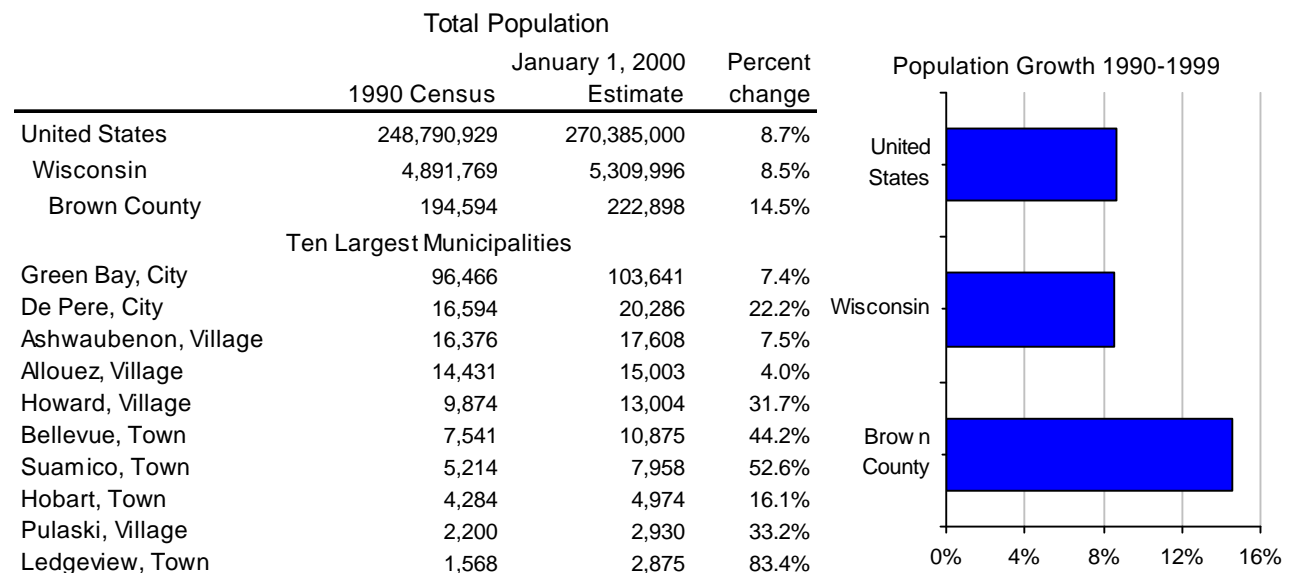 Total Population
January 1, 2000 Percent
1990 Census Estimate change
United States 248,790,929 270,385,000 8.7%
Wisconsin 4,891,769 5,309,996 8.5%
Brown County 194,594 222,898 14.5%
Ten Largest Municipalities
Green Bay, City 96,466 103,641 7.4%
De Pere, City 16,594 20,286 22.2%
Ashwaubenon, Village 16,376 17,608 7.5%
Allouez, Village 14,431 15,003 4.0%
Howard, Village 9,874 13,004 31.7%
Bellevue, Town 7,541 10,875 44.2%
Suamico, Town 5,214 7,958 52.6%
Hobart, Town 4,284 4,974 16.1%
Pulaski, Village 2,200 2,930 33.2%
Ledgeview, Town 1,568 2,875 83.4%
Population Growth 1990-1999
United
States
Wisconsin
Brown
County
0% 4% 8% 12% 16%